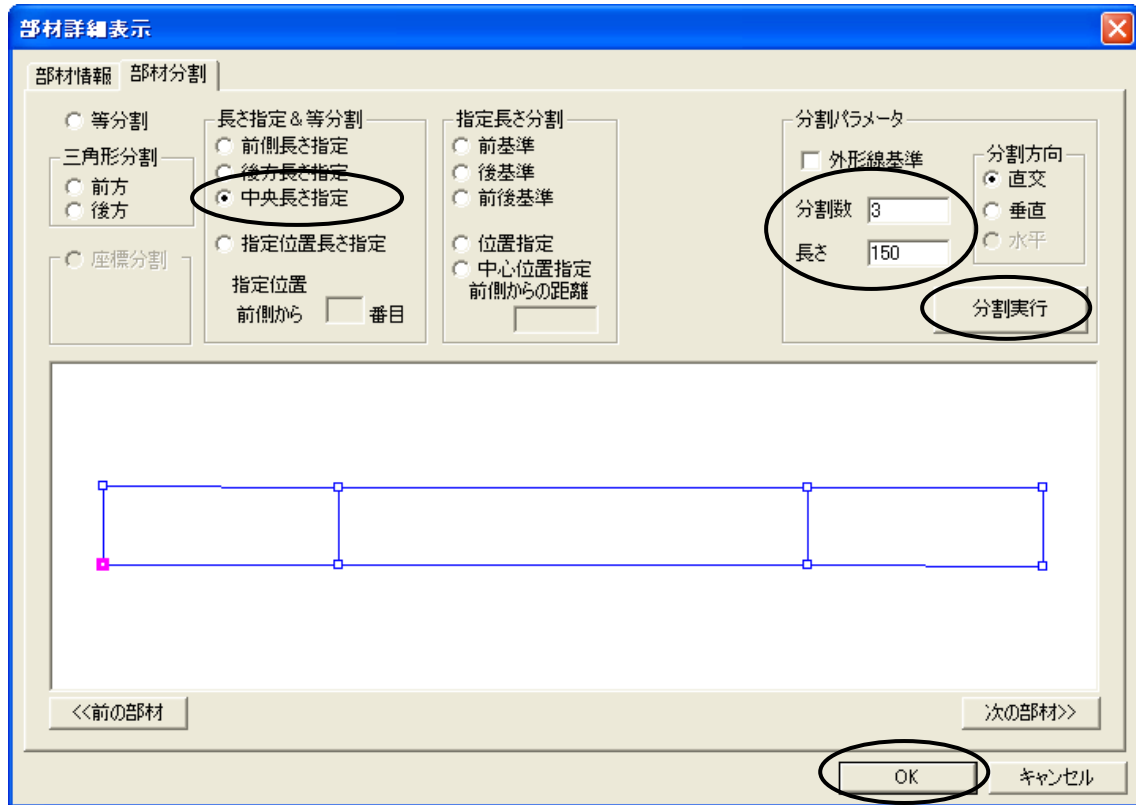 部材詳細表示
部材情報 部材分割
等分割
三角形分割
前方
後方
座標分割
長さ指定&等分割
前側長さ指定
後方長さ指定
中央長さ指定
指定位置長さ指定
指定位置
前側から 番目
指定長さ分割
前基準
後基準
前後基準
位置指定
中心位置指定
前側からの距離
分割パラメータ
外形線基準
分割数 3
長さ 150
分割方向
直交
垂直
水平
分割実行
<<前の部材
次の部材>>
OK
キャンセル